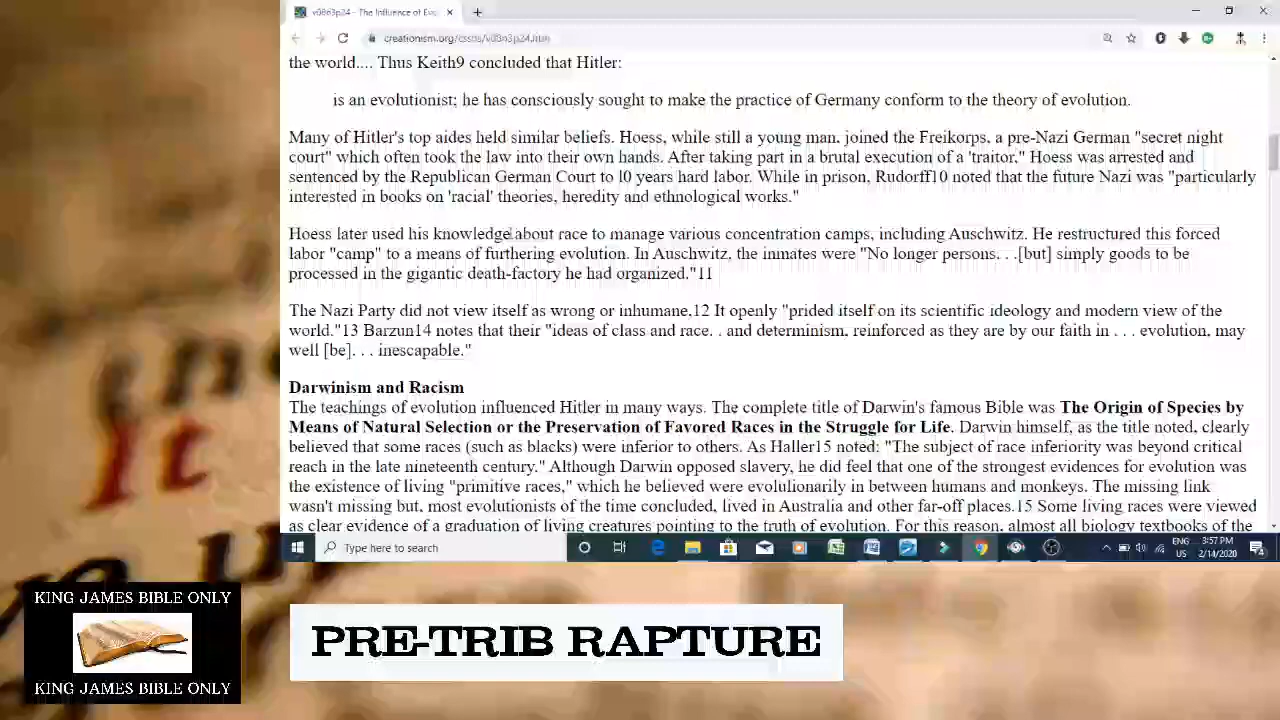 v08n3p24 - The Influence of Evo
creationism.org/csshs/v08n3p24.htm
the world.... Thus Keith9 concluded that Hitler:
is an evolutionist; he has consciously sought to make the practice of Germany conform to the theory of evolution.
Many of Hitler's top aides held similar beliefs. Hoess, while still a young man, joined the Freikorps, a pre-Nazi German "secret night
court" which often took the law into their own hands. After taking part in a brutal execution of a 'traitor," Hoess was arrested and
sentenced by the Republican German Court to l0 years hard labor. While in prison, Rudorff10 noted that the future Nazi was "particularly
interested in books on 'racial' theories, heredity and ethnological works."
Hoess later used his knowledge about race to manage various concentration camps, including Auschwitz. He restructured this forced
labor "camp" to a means of furthering evolution. In Auschwitz, the inmates were "No longer persons. . .[but] simply goods to be
processed in the gigantic death-factory he had organized."11
The Nazi Party did not view itself as wrong or inhumane,12 It openly "prided itself on its scientific ideology and modern view of the
world."13 Barzun14 notes that their "ideas of class and race. . and determinism, reinforced as they are by our faith in . . . evolution, may
well [be]. . . inescapable."
Darwinism and Racism
The teachings of evolution influenced Hitler in many ways. The complete title of Darwin's famous Bible was The Origin of Species by
Means of Natural Selection or the Preservation of Favored Races in the Struggle for Life. Darwin himself, as the title noted, clearly
believed that some races (such as blacks) were inferior to others. As Haller15 noted: "The subject of race inferiority was beyond critical
reach in the late nineteenth century." Although Darwin opposed slavery, he did feel that one of the strongest evidences for evolution was
the existence of living "primitive races," which he believed were evolulionarily in between humans and monkeys. The missing link
wasn't missing but, most evolutionists of the time concluded, lived in Australia and other far-off places.15 Some living races were viewed
as clear evidence of a graduation of living creatures pointing to the truth of evolution. For this reason, almost all biology textbooks of the
Type here to search
ENG
US
3:57 PM
2/14/2020
4
It
KING JAMES BIBLE ONLY
KING JAMES BIBLE ONLY
PRE-TRIB RAPTURE